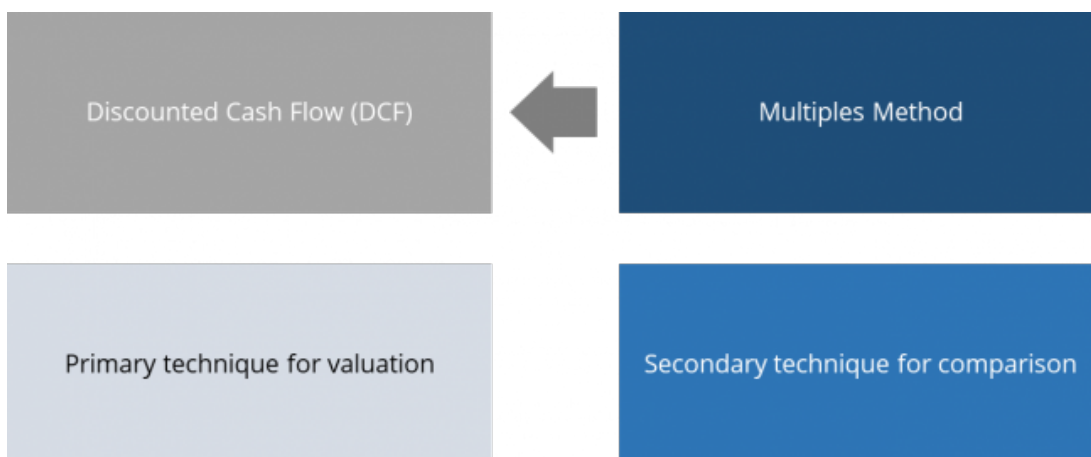 Discounted Cash Flow (DCF)
Multiples Method
Primary technique for valuation
Secondary technique for comparison